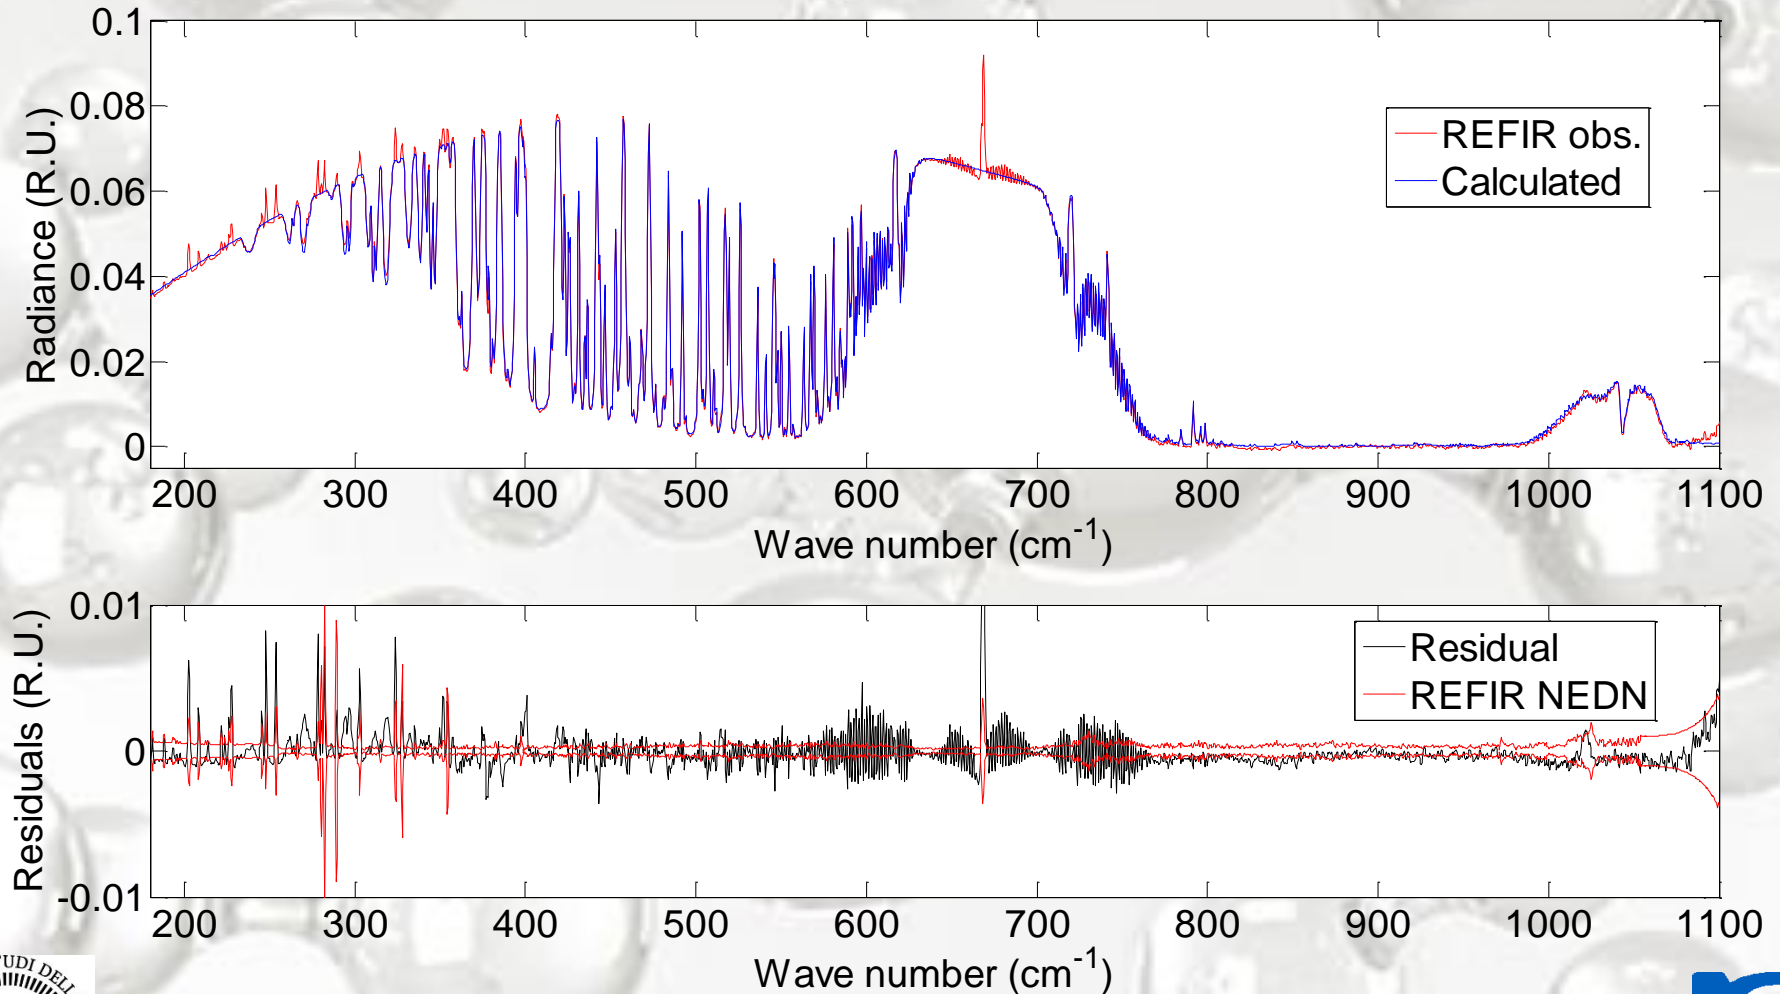 0.1
0.08
0.06
0.04
0.02
0
Radiance (R.U.)
REFIR obs.
Calculated
200 300 400 500 600 700 800 900 1000 1100
Wave number (cm-1)
0.01
0
-0.01
Residuals (R.U.)
Residual
REFIR NEDN
200 300 400 500 600 700 800 900 1000 1100
Wave number (cm-1)